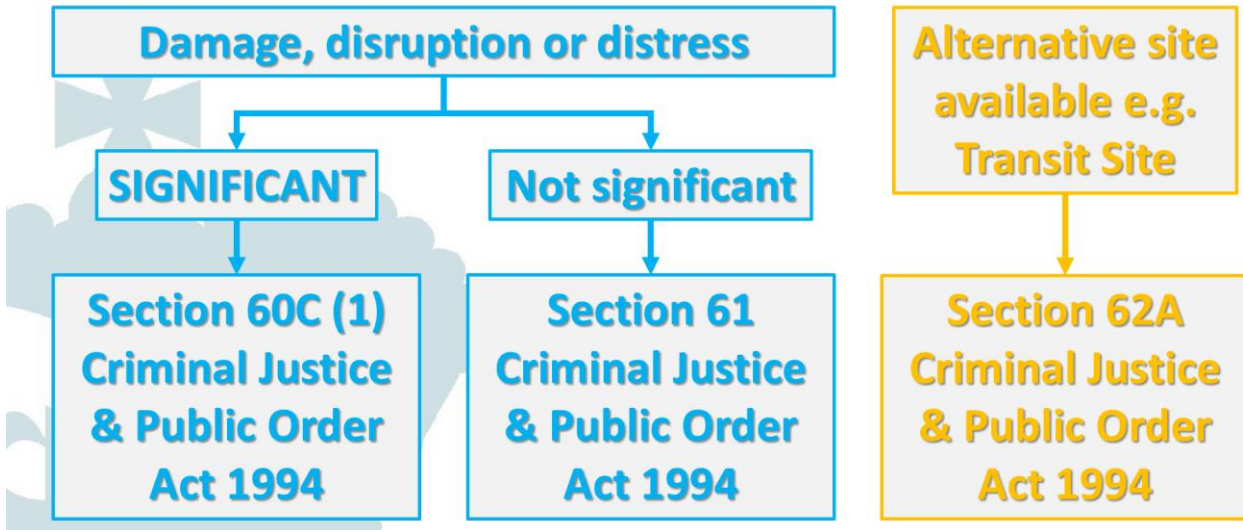 Damage, disruption or distress
SIGNIFICANT
Not significant
Section 60C (1)
Criminal Justice
& Public Order
Act 1994
Section 61
Criminal Justice
& Public Order
Act 1994
Alternative site
available e.g.
Transit Site
Section 62A
Criminal Justice
& Public Order
Act 1994